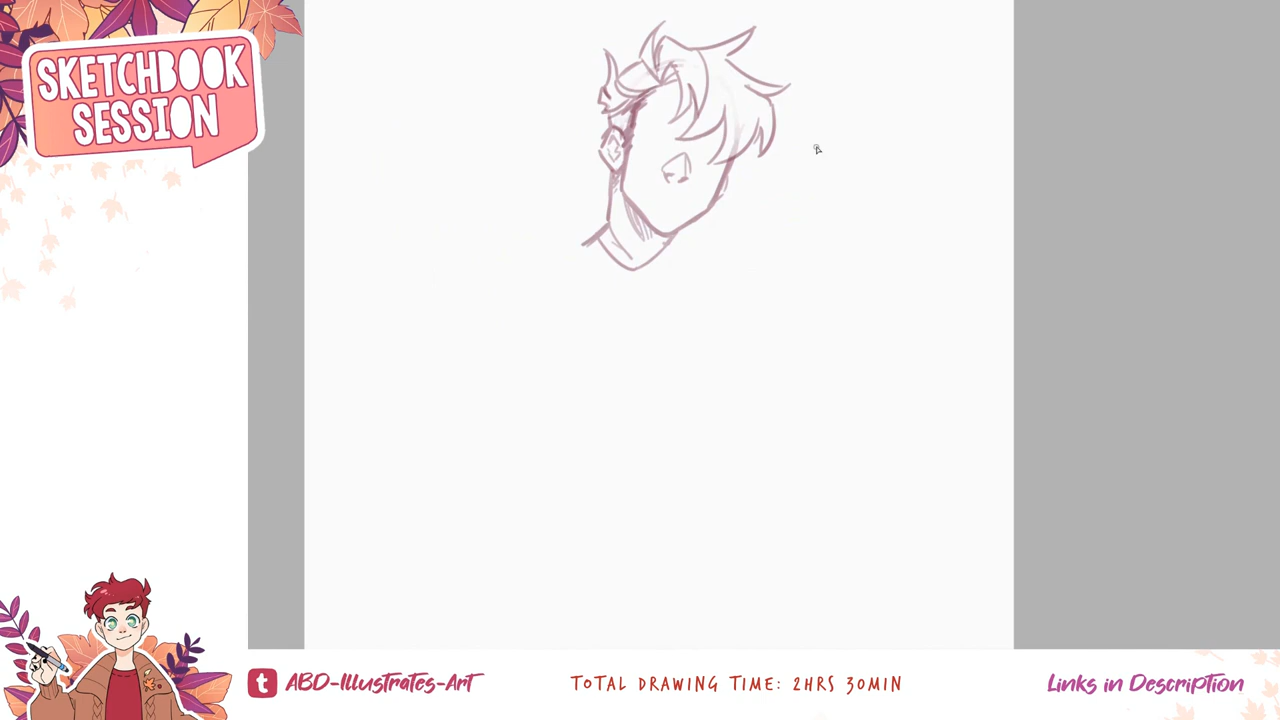 SKETCHBOOK
SESSION
t ABD-Illustrates-Art
TOTAL DRAWING TIME: 2HRS 30MIN
Links in Description